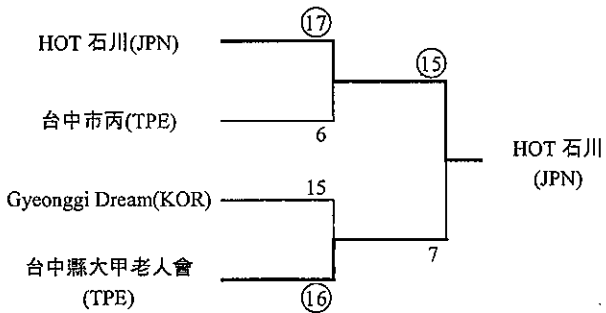 17
HOT 石川(JPN)
15
台中市丙(TPE)
6
HOT 石川
(JPN)
15
Gyeonggi Dream(KOR)
7
台中縣大甲老人會
(TPE)
16